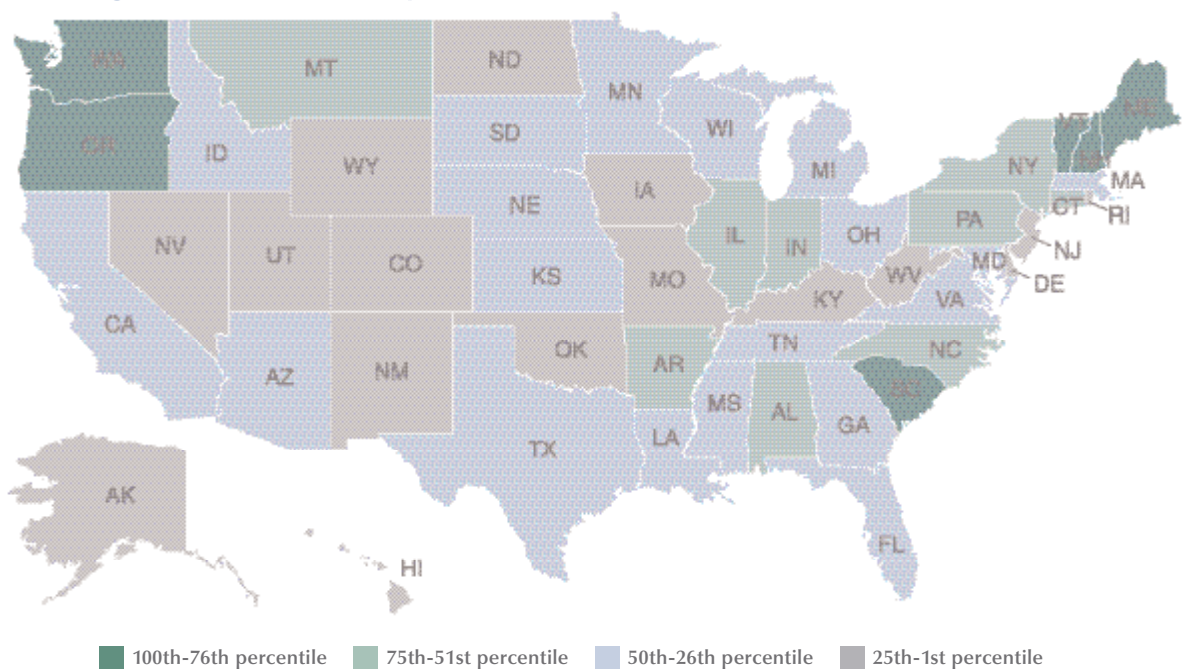 WA
MT
ND
MN
VT
ME
OR
ID
SD
WI
NH
WY
MI
NY
MA
IA
NE
CT
RI
NV
UT
CO
IL
IN
OH
PA
NJ
KS
MO
WV
MD
DE
CA
KY
VA
TN
NC
AZ
NM
OK
AR
SC
MS
AL
GA
TX
LA
AK
FL
HI
100th-76th percentile 75th-51st percentile 50th-26th percentile 25th-1st percentile